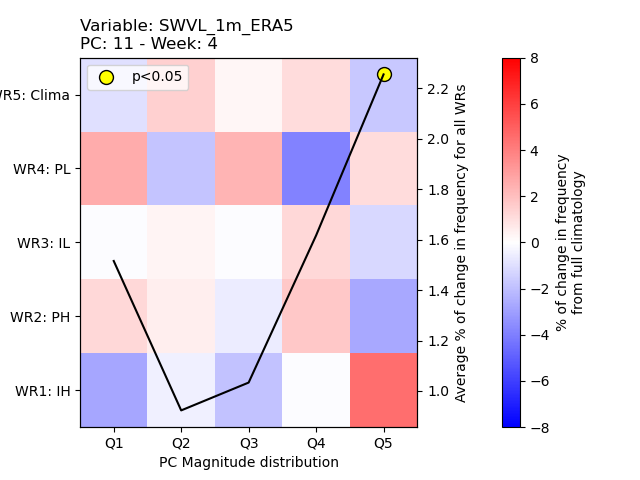 Variable: SWVL_1m_ERA5
PC: 11 - Week: 4
p<0.05
WR5: Clima
WR4: PL
WR3: IL
WR2: PH
WR1: IH
Q1 Q2 Q3 Q4 Q5
PC Magnitude distribution
2.2
2.0
1.8
1.6
1.4
1.2
1.0
Average % of change in frequency for all WRs
8
6
4
2
0
−2
−4
−6
−8
% of change in frequency
from full climatology